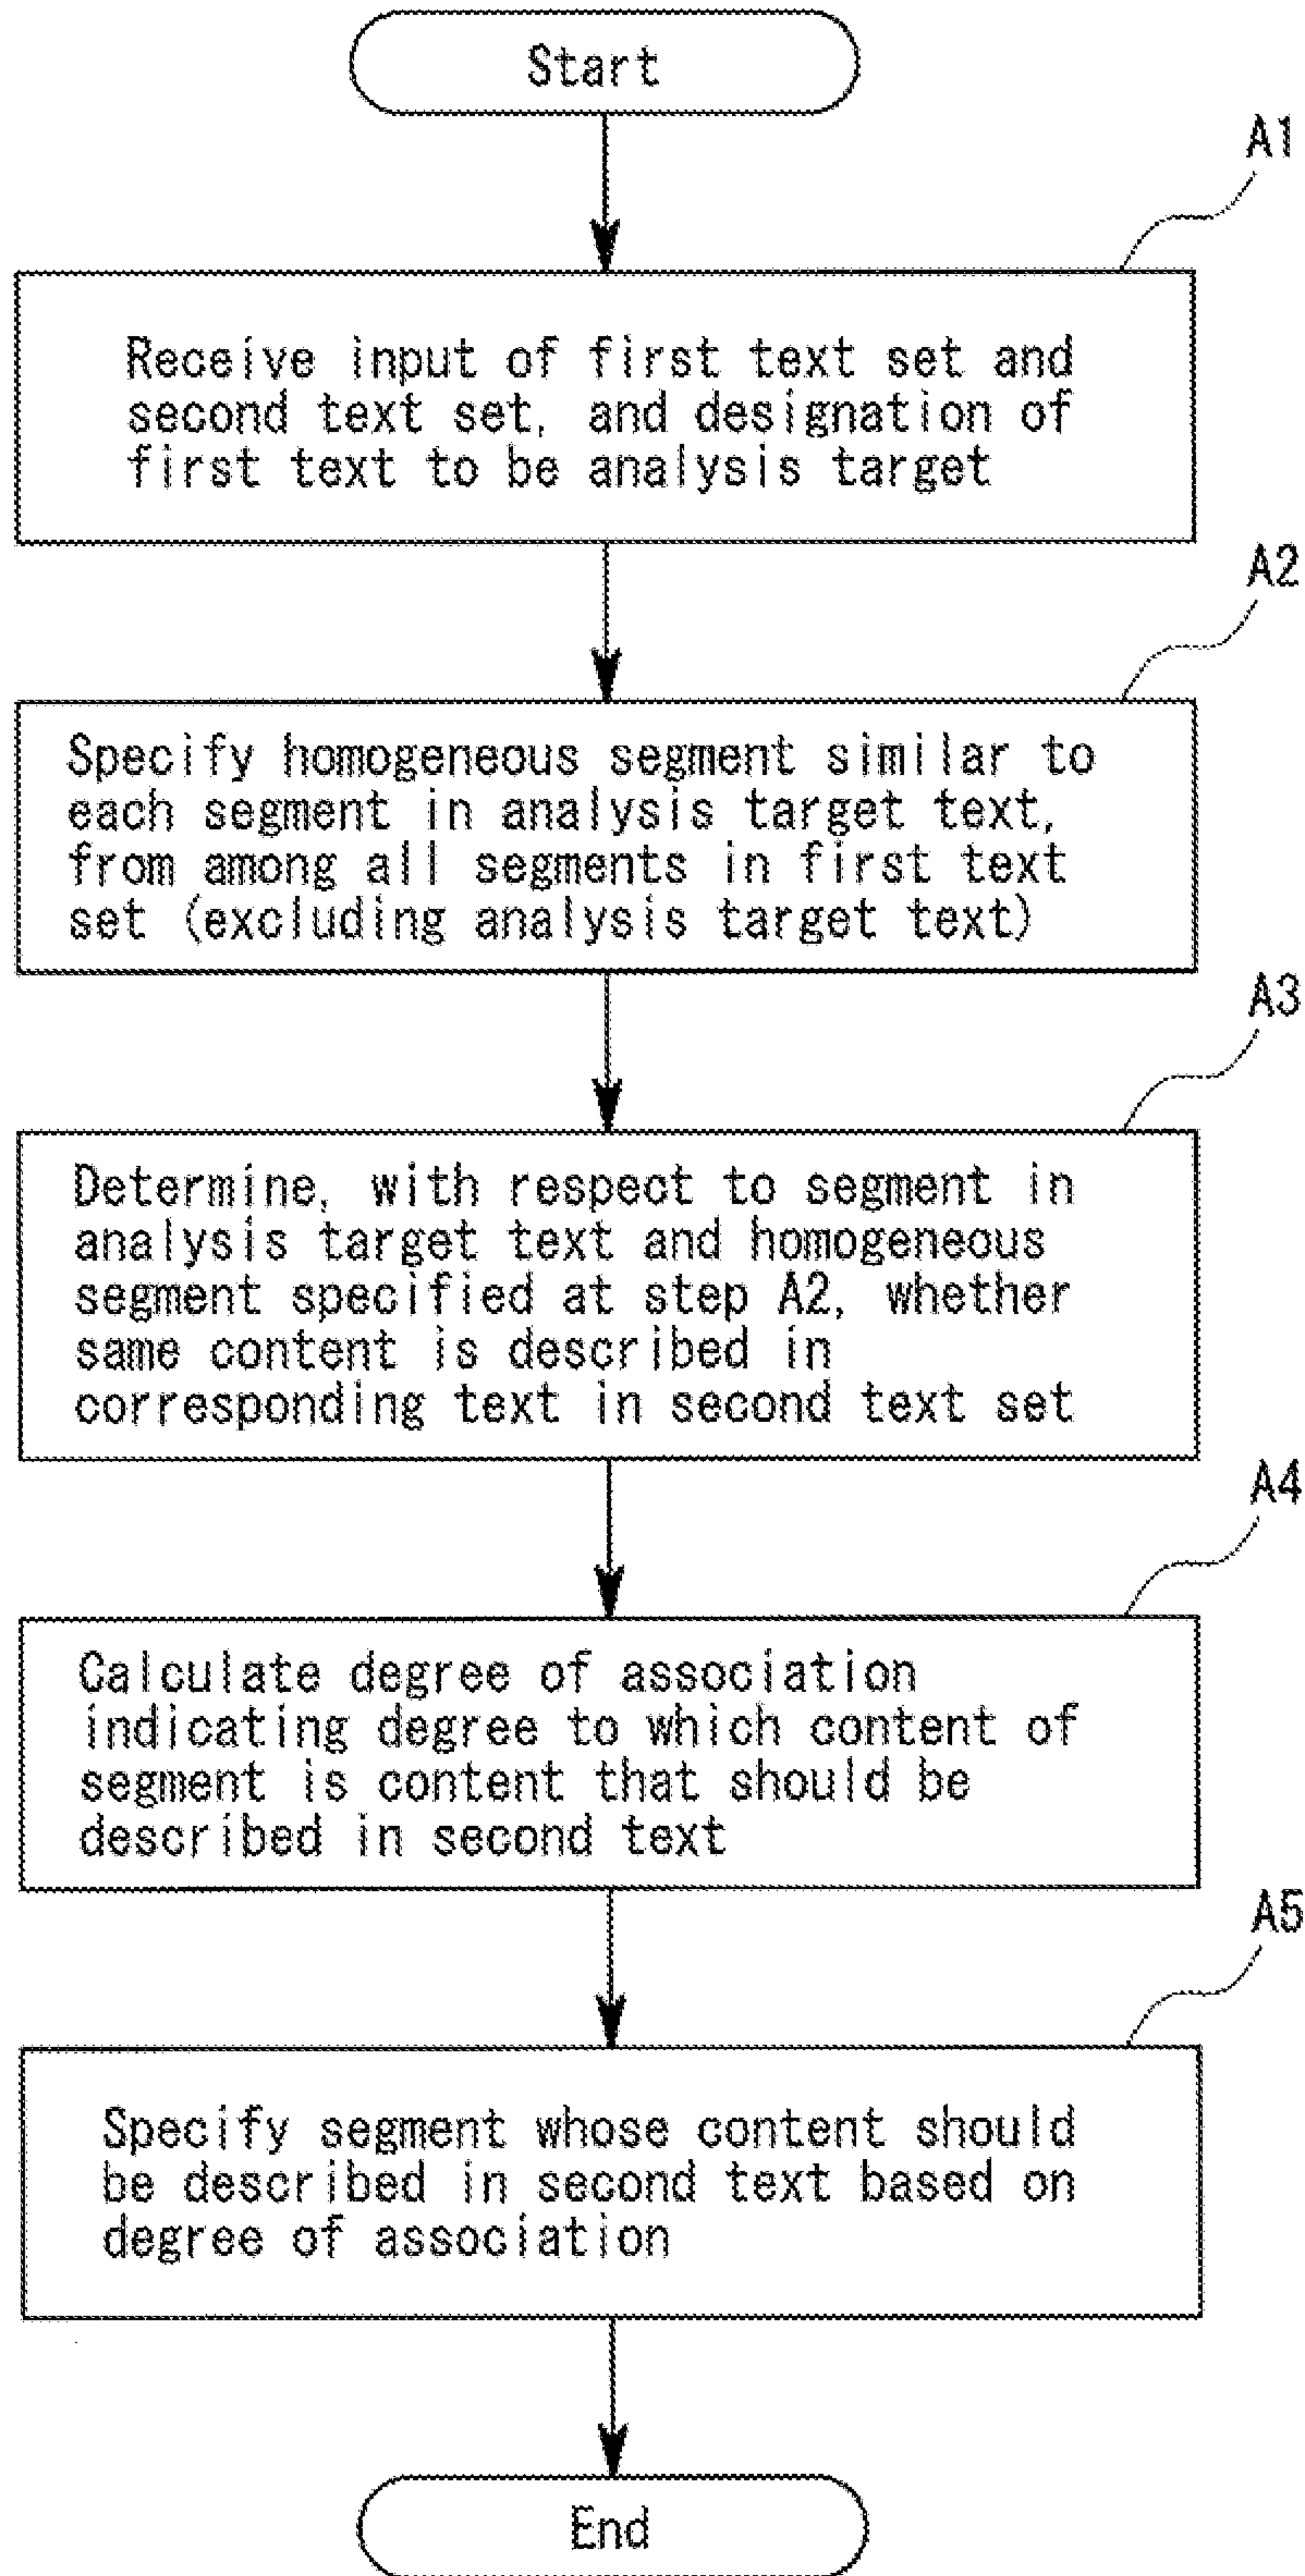 Start
A1
Receive input of first text set and
second text set, and designation of
first text to be analysis target
A2
Specify homogeneous segment similar to
each segment in analysis target text,
from among all segments in first text
set (excluding analysis target text)
A3
Determine, with respect to segment in
analysis target text and homogeneous
segment specified at step A2, whether
same content is described in
corresponding text in second text set
A4
Calculate degree of association
indicating degree to which content of
segment is content that should be
described in second text
A5
Specify segment whose content should
be described in second text based on
degree of association
End